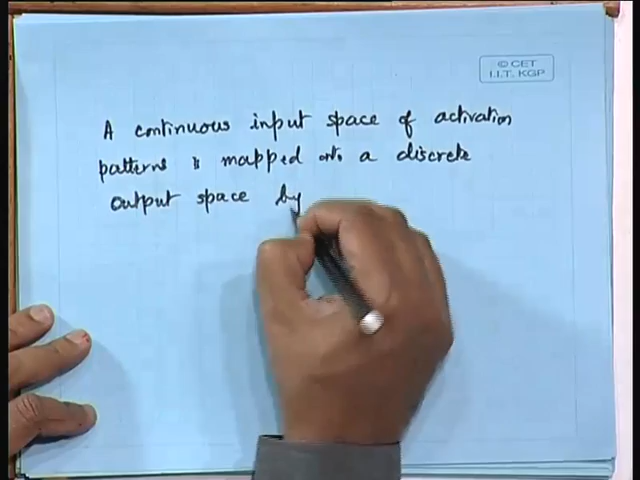 © CET
I.I.T. KGP
A continuous input space of activation
patterns is mapped onto a discrete
output space by